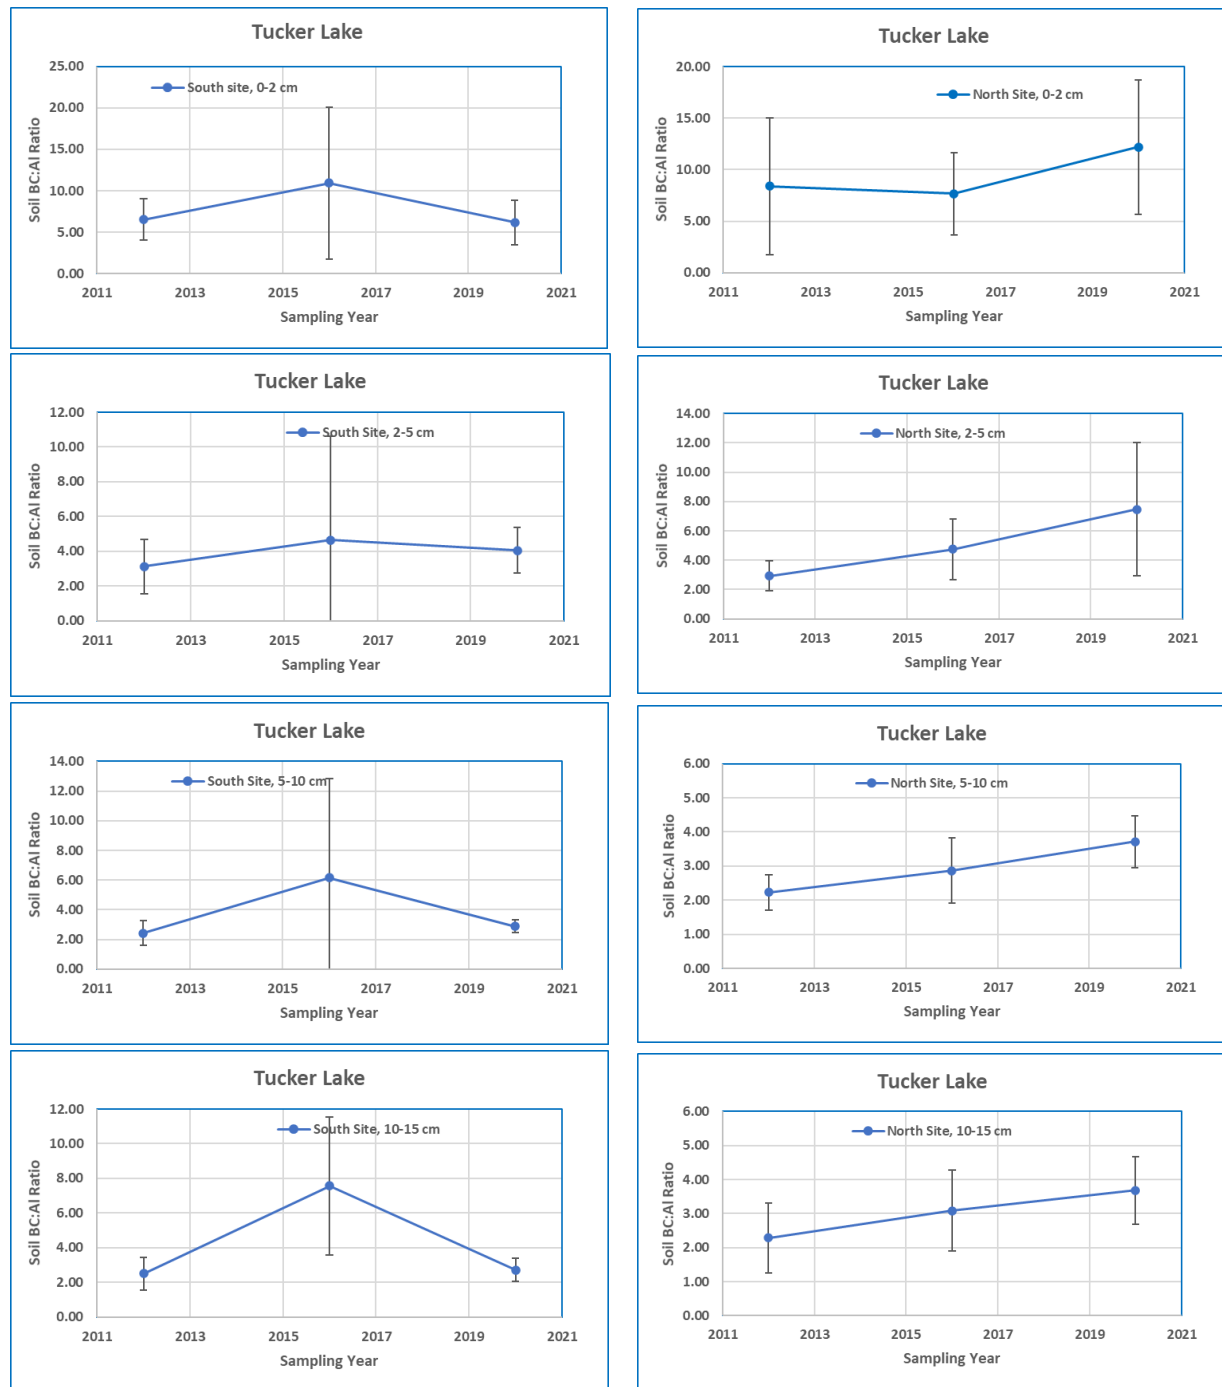 Tucker Lake
South site, 0-2 cm
Soil BC:Al Ratio
25.00
20.00
15.00
10.00
5.00
0.00
2011 2013 2015 2017 2019 2021
Sampling Year
Tucker Lake
North Site, 0-2 cm
Soil BC:Al Ratio
20.00
15.00
10.00
5.00
0.00
2011 2013 2015 2017 2019 2021
Sampling Year
Tucker Lake
South Site, 2-5 cm
Soil BC:Al Ratio
12.00
10.00
8.00
6.00
4.00
2.00
0.00
2011 2013 2015 2017 2019 2021
Sampling Year
Tucker Lake
North Site, 2-5 cm
Soil BC:Al Ratio
14.00
12.00
10.00
8.00
6.00
4.00
2.00
0.00
2011 2013 2015 2017 2019 2021
Sampling Year
Tucker Lake
South Site, 5-10 cm
Soil BC:Al Ratio
14.00
12.00
10.00
8.00
6.00
4.00
2.00
0.00
2011 2013 2015 2017 2019 2021
Sampling Year
Tucker Lake
North Site, 5-10 cm
Soil BC:Al Ratio
6.00
5.00
4.00
3.00
2.00
1.00
0.00
2011 2013 2015 2017 2019 2021
Sampling Year
Tucker Lake
South Site, 10-15 cm
Soil BC:Al Ratio
12.00
10.00
8.00
6.00
4.00
2.00
0.00
2011 2013 2015 2017 2019 2021
Sampling Year
Tucker Lake
North Site, 10-15 cm
Soil BC:Al Ratio
6.00
5.00
4.00
3.00
2.00
1.00
0.00
2011 2013 2015 2017 2019 2021
Sampling Year